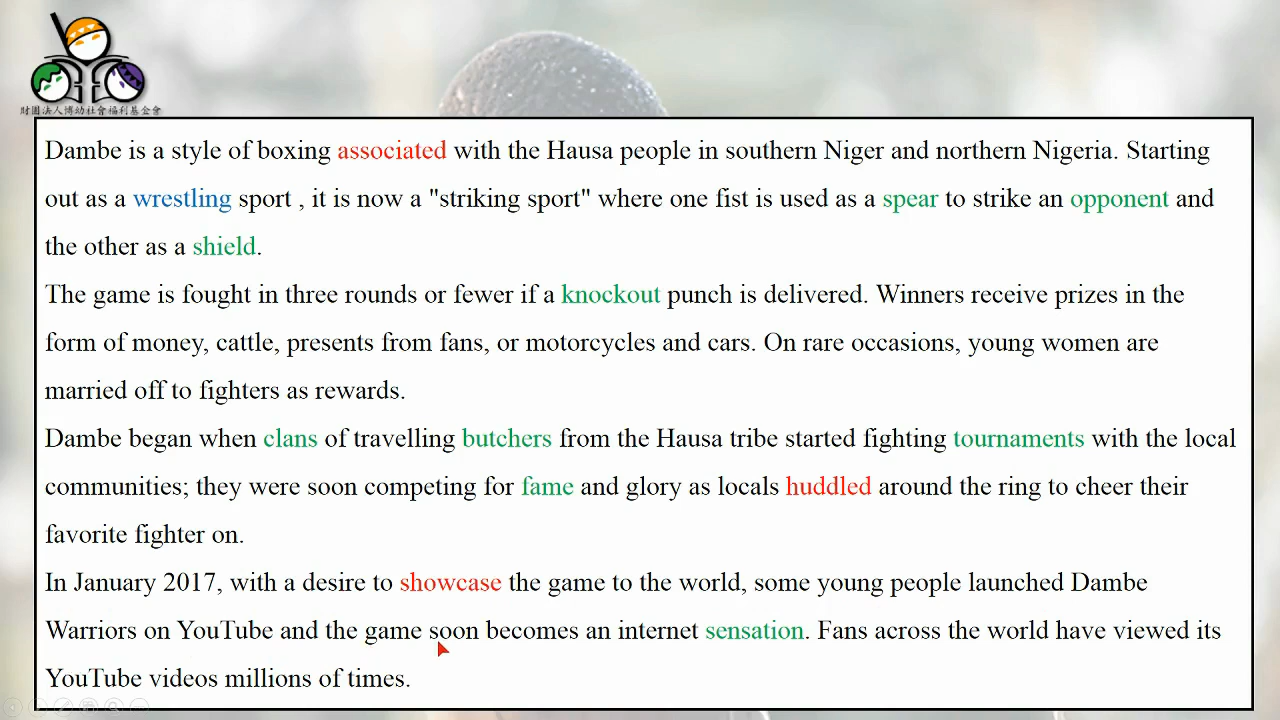 財團法人博幼社會福利基金會
Dambe is a style of boxing associated with the Hausa people in southern Niger and northern Nigeria. Starting
out as a wrestling sport , it is now a "striking sport" where one fist is used as a spear to strike an opponent and
the other as a shield.
The game is fought in three rounds or fewer if a knockout punch is delivered. Winners receive prizes in the
form of money, cattle, presents from fans, or motorcycles and cars. On rare occasions, young women are
married off to fighters as rewards.
Dambe began when clans of travelling butchers from the Hausa tribe started fighting tournaments with the local
communities; they were soon competing for fame and glory as locals huddled around the ring to cheer their
favorite fighter on.
In January 2017, with a desire to showcase the game to the world, some young people launched Dambe
Warriors on YouTube and the game soon becomes an internet sensation. Fans across the world have viewed its
YouTube videos millions of times.